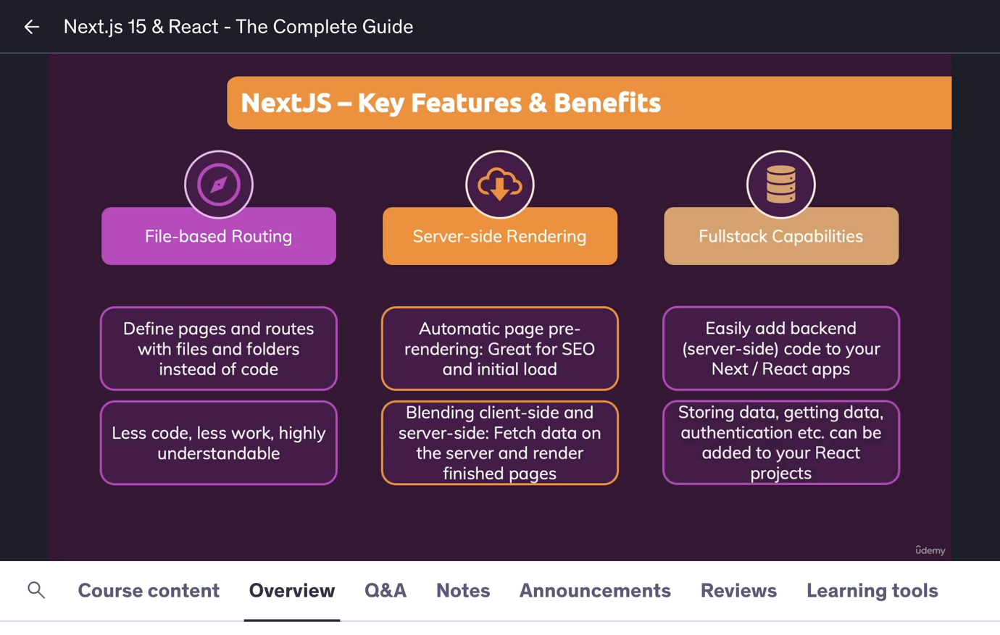 Next.js 15 & React - The Complete Guide
NextJS – Key Features & Benefits
File-based Routing
Define pages and routes
with files and folders
instead of code
Less code, less work, highly
understandable
Server-side Rendering
Automatic page pre-
rendering: Great for SEO
and initial load
Blending client-side and
server-side: Fetch data on
the server and render
finished pages
Fullstack Capabilities
Easily add backend
(server-side) code to your
Next / React apps
Storing data, getting data,
authentication etc. can be
added to your React
projects
ûdemy
Course content Overview Q&A Notes Announcements Reviews Learning tools